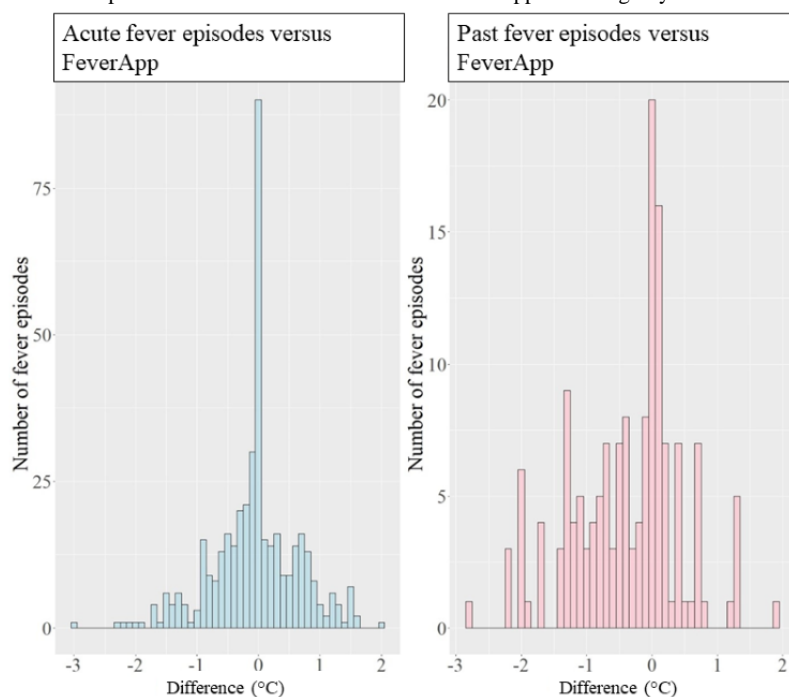 Acute fever episodes versus
FeverApp
Past fever episodes versus
FeverApp
Number of fever episodes
75
50
25
0
-3
-2
-1
0
1
2
Difference (°C)
Number of fever episodes
20
15
10
5
0
-3
-2
-1
0
1
2
Difference (°C)